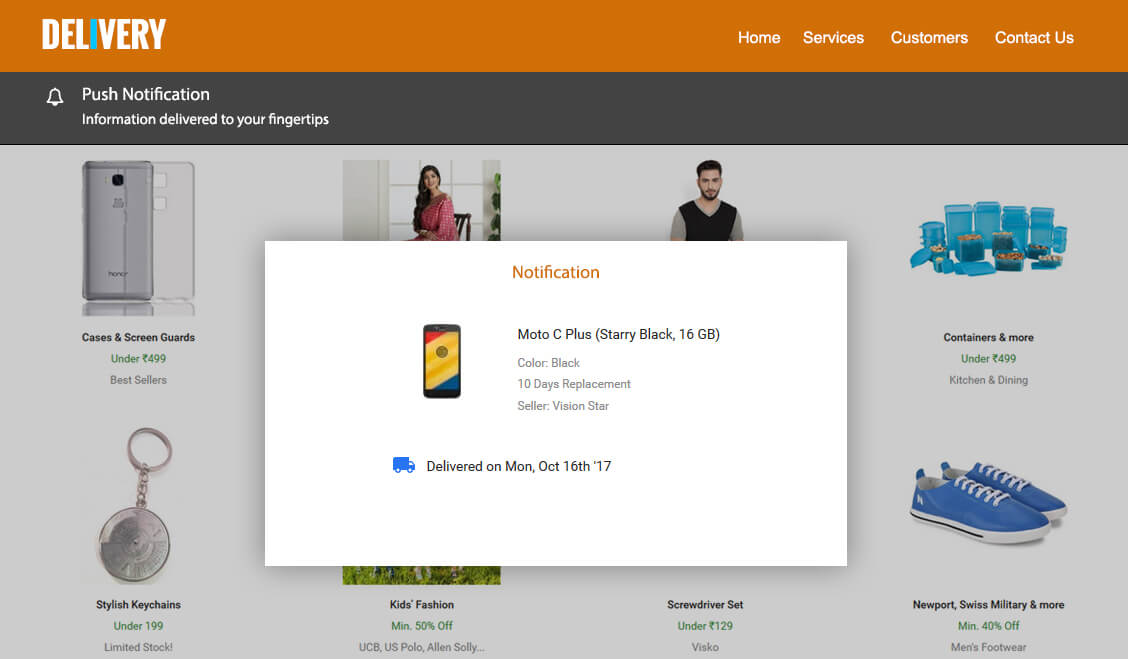 DELIVERY
Home Services Customers Contact Us
Push Notification
Information delivered to your fingertips
honor
Cases & Screen Guards
Under ₹499
Best Sellers
Containers & more
Under ₹499
Kitchen & Dining
Notification
Moto C Plus (Starry Black, 16 GB)
Color: Black
10 Days Replacement
Seller: Vision Star
Delivered on Mon, Oct 16th '17
Stylish Keychains
Under 199
Limited Stock!
Kids' Fashion
Min. 50% Off
UCB, US Polo, Allen Solly...
Screwdriver Set
Under ₹129
Visko
Newport, Swiss Military & more
Min. 40% Off
Men's Footwear